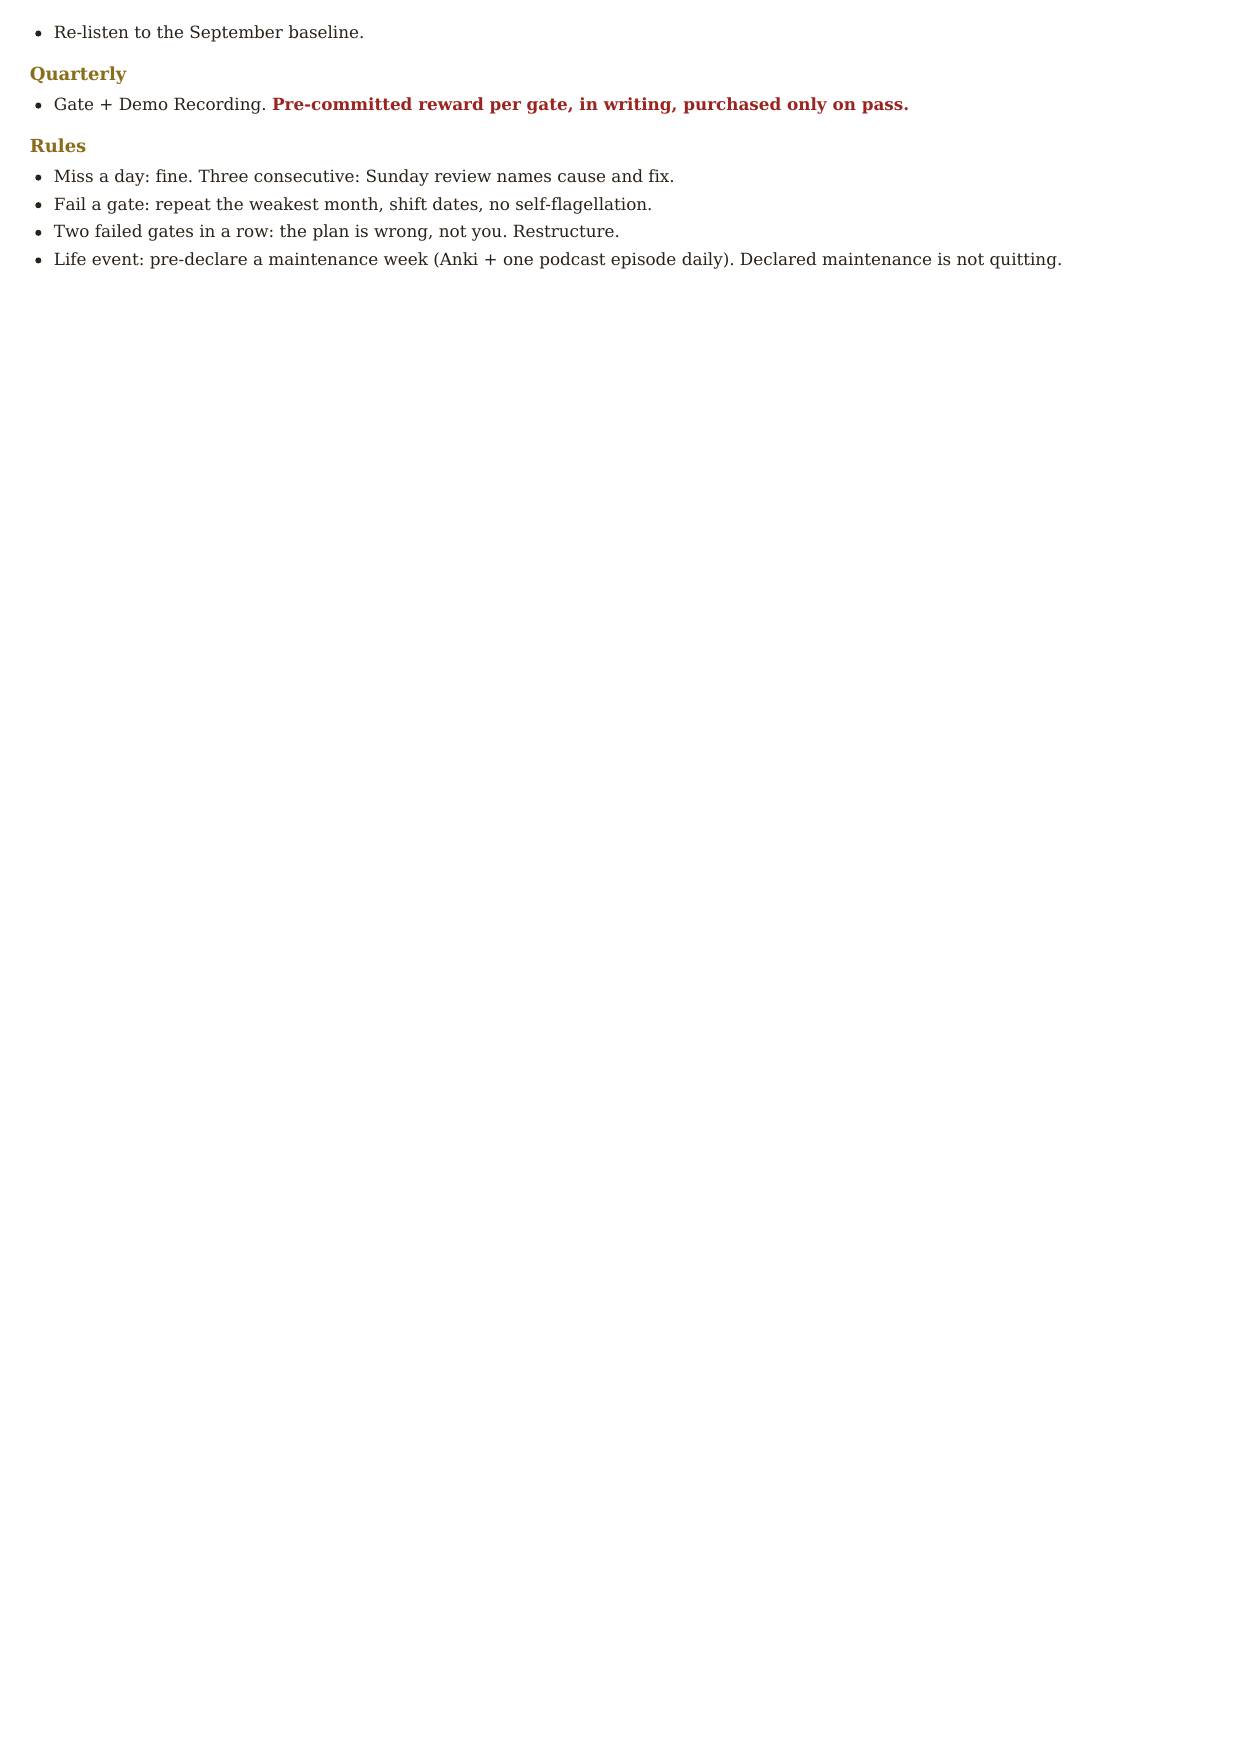 • Re-listen to the September baseline.
Quarterly
• Gate + Demo Recording. Pre-committed reward per gate, in writing, purchased only on pass.
Rules
• Miss a day: fine. Three consecutive: Sunday review names cause and fix.
• Fail a gate: repeat the weakest month, shift dates, no self-flagellation.
• Two failed gates in a row: the plan is wrong, not you. Restructure.
• Life event: pre-declare a maintenance week (Anki + one podcast episode daily). Declared maintenance is not quitting.